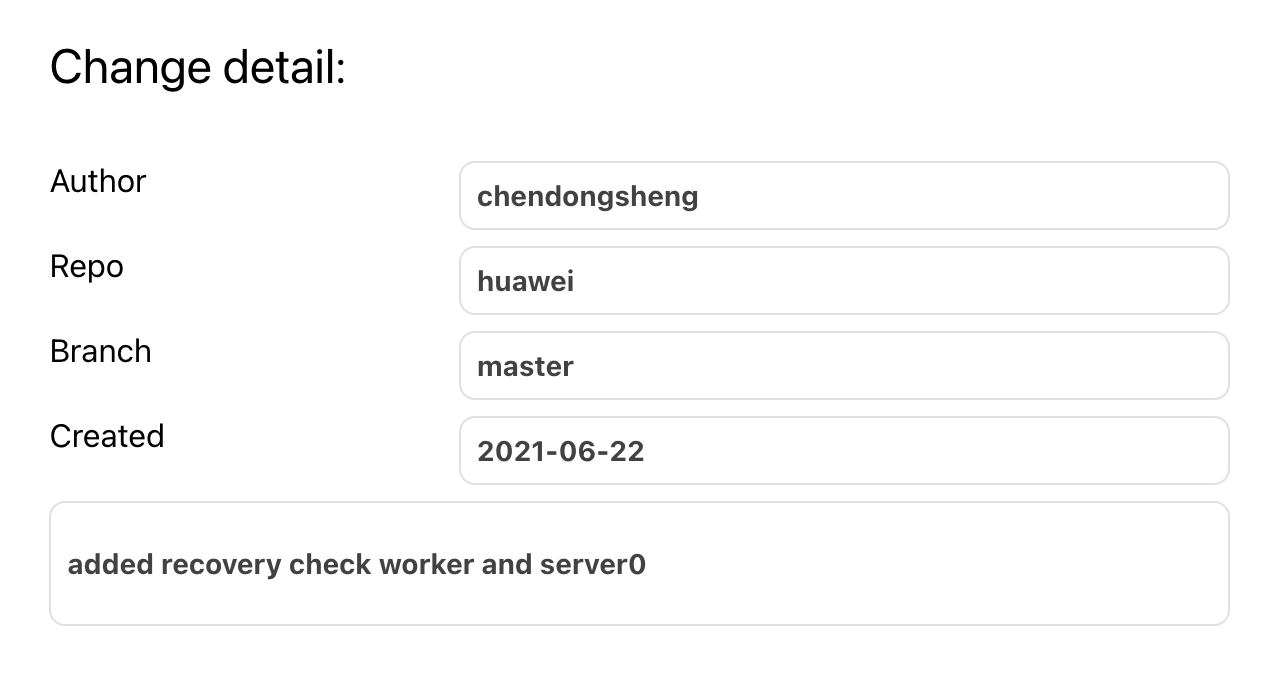 Change detail:
Author
chendongsheng
Repo
huawei
Branch
master
Created
2021-06-22
added recovery check worker and server0